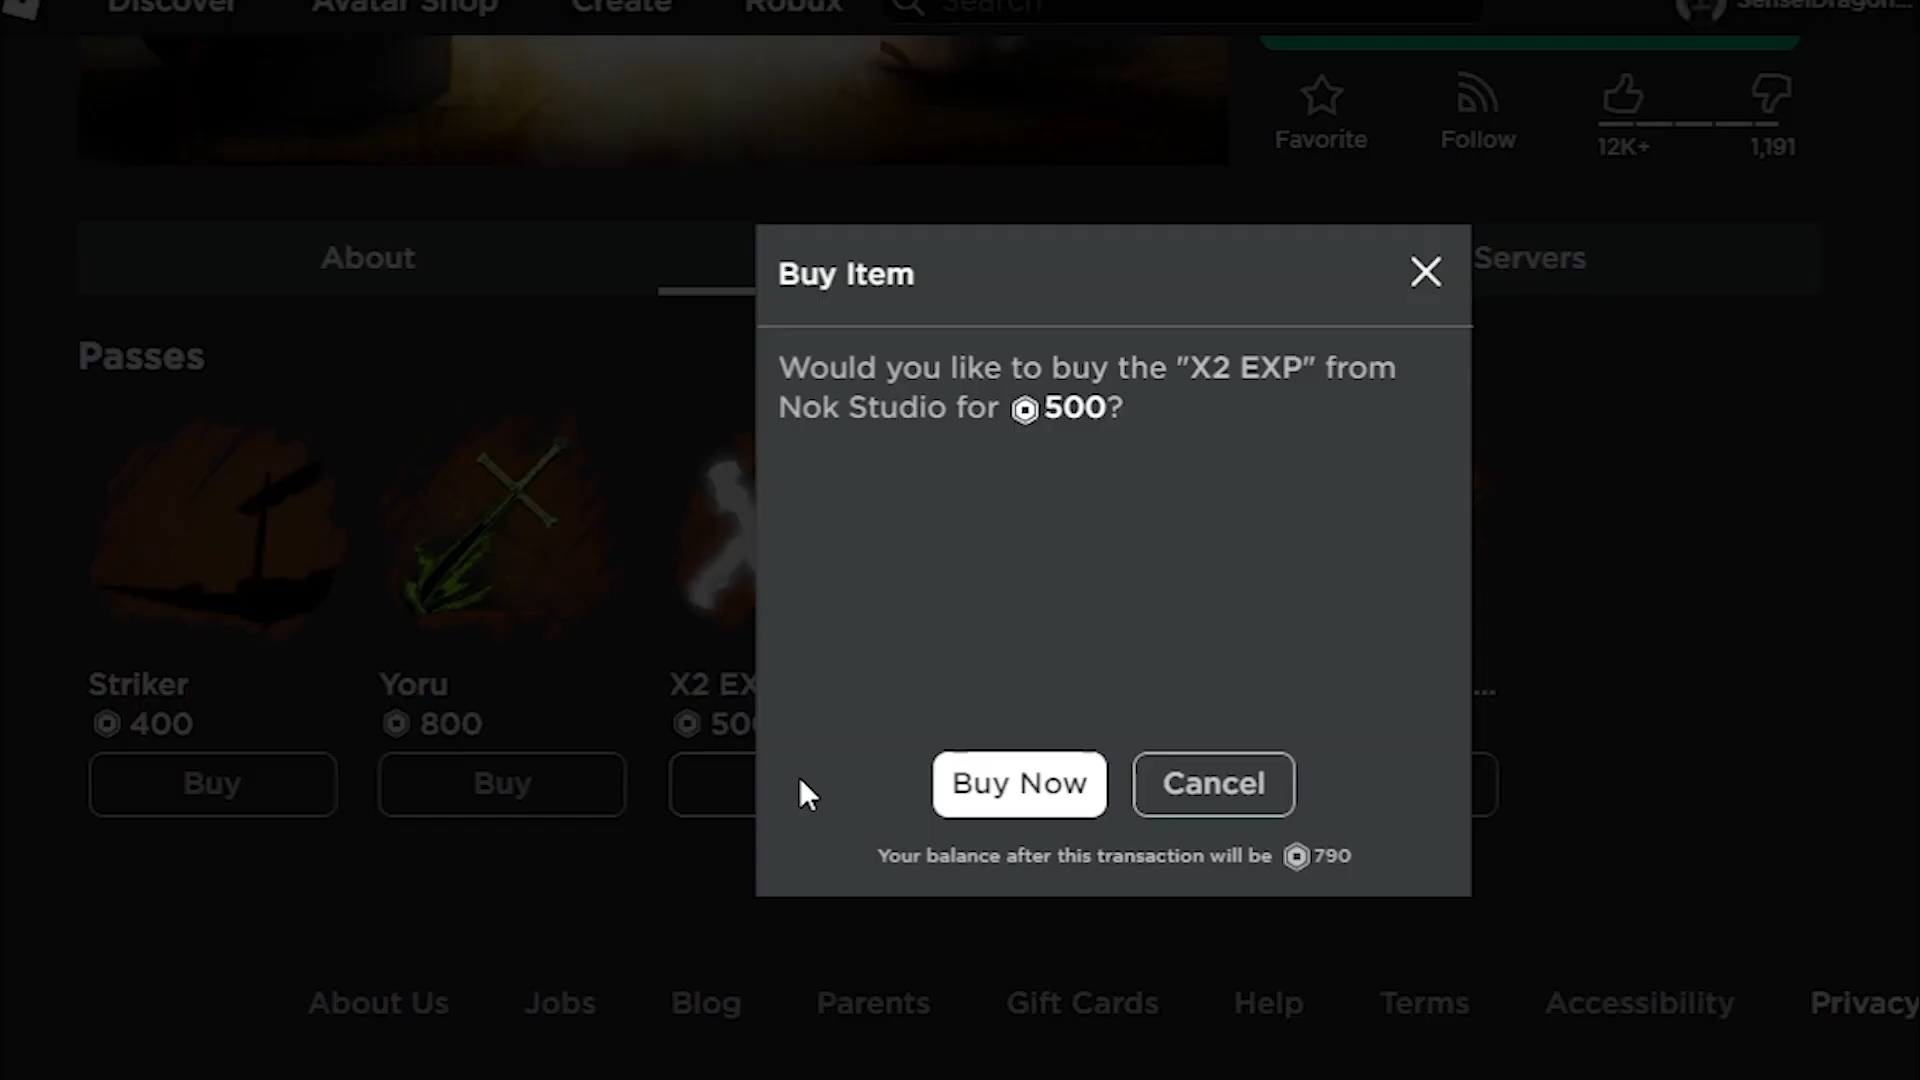 Discover Avatar Shop Create Robux Search
Favorite Follow 12K+ 1,191
About Servers
Passes
Buy Item
Would you like to buy the "X2 EXP" from
Nok Studio for 500?
Striker Yoru X2 EX ...
400 800 50
Buy Buy
Buy Now Cancel
Your balance after this transaction will be 790
About Us Jobs Blog Parents Gift Cards Help Terms Accessibility Privacy